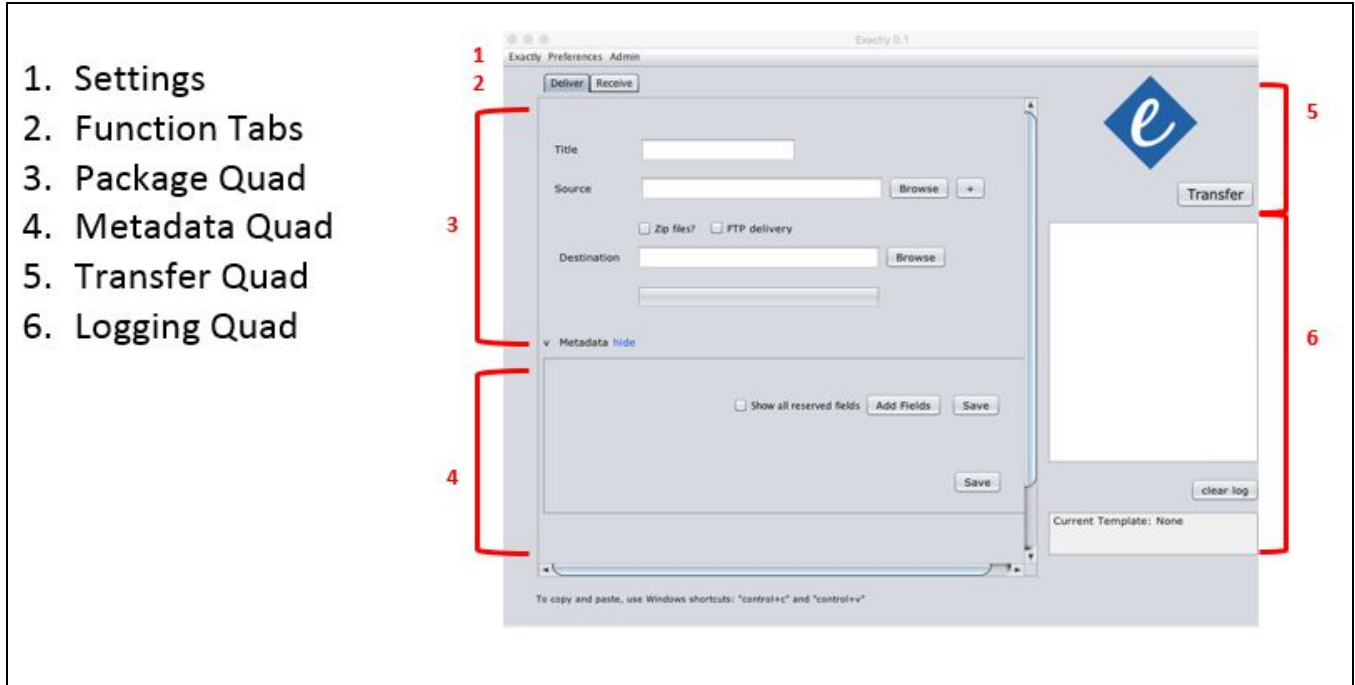 1. Settings
2. Function Tabs
3. Package Quad
4. Metadata Quad
5. Transfer Quad
6. Logging Quad
Exactly 0.1
1
Exactly Preferences Admin
2
Deliver Receive
3
Title
Source Browse +
Zip files? FTP delivery
Destination Browse
v Metadata hide
4
Show all reserved fields Add Fields Save
Save
To copy and paste, use Windows shortcuts: "control+c" and "control+v"
5
e
Transfer
6
clear log
Current Template: None